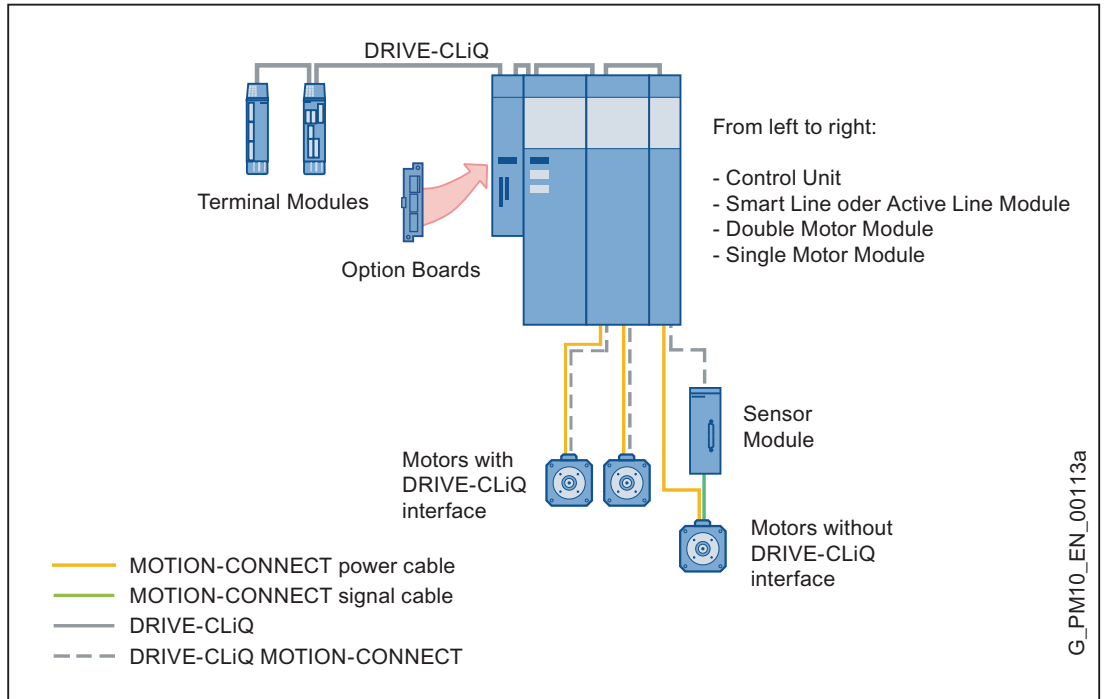 DRIVE-CLiQ
Terminal Modules
Option Boards
From left to right:
- Control Unit
- Smart Line oder Active Line Module
- Double Motor Module
- Single Motor Module
Sensor
Module
Motors with
DRIVE-CLiQ
interface
Motors without
DRIVE-CLiQ
interface
MOTION-CONNECT power cable
MOTION-CONNECT signal cable
DRIVE-CLiQ
DRIVE-CLiQ MOTION-CONNECT
G_PM10_EN_00113a